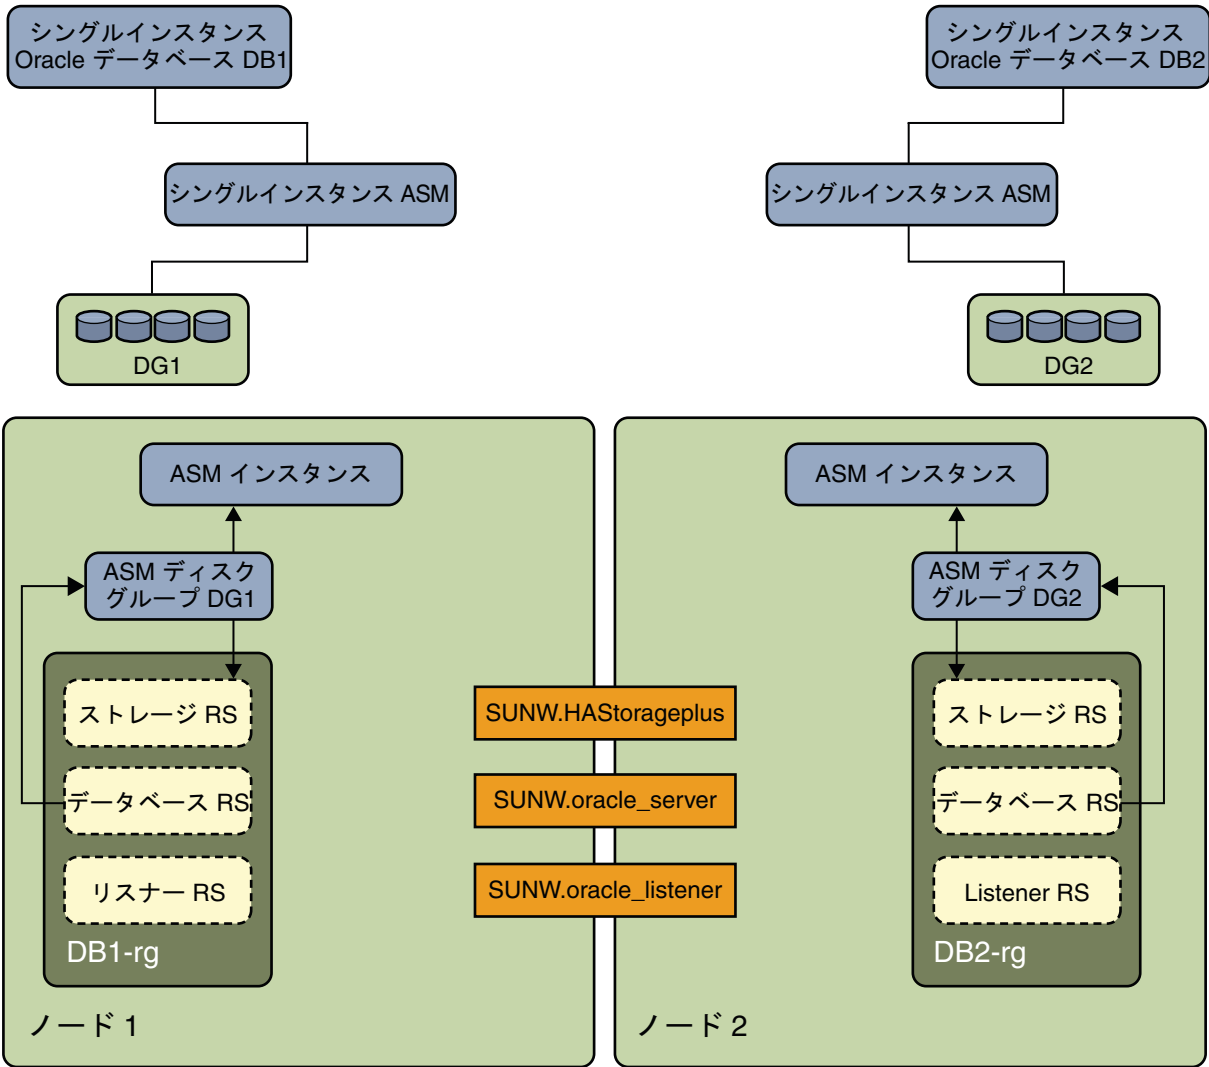 シングルインスタンス
Oracle データベース DB1
シングルインスタンス
Oracle データベース DB2
シングルインスタンス ASM
シングルインスタンス ASM
DG1
DG2
ASM インスタンス
ASM ディスク
グループ DG1
ストレージ RS
データベース RS
リスナー RS
DB1-rg
ノード 1
SUNW.HAStorageplus
SUNW.oracle_server
SUNW.oracle_listener
ASM インスタンス
ASM ディスク
グループ DG2
ストレージ RS
データベース RS
Listener RS
DB2-rg
ノード 2